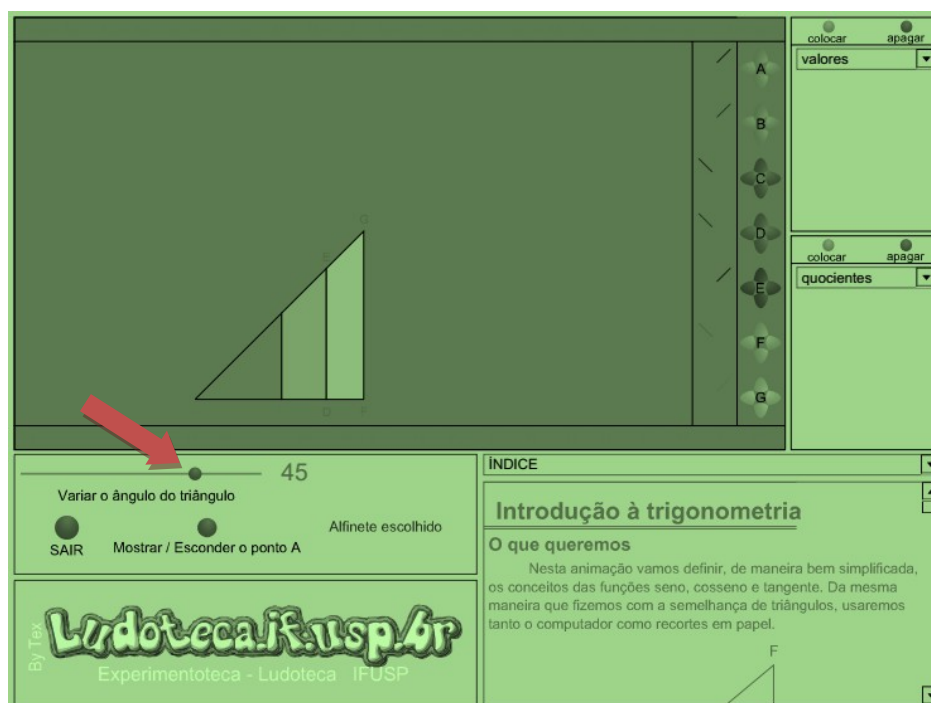 colocar apagar
valores
A
B
C
D
E
F
G
G
E
D F
colocar apagar
quocientes
45
Variar o ângulo do triângulo
SAIR
Mostrar / Esconder o ponto A
Alfinete escolhido
By Tex
Ludoteca.if.usp.br
Experimentoteca - Ludoteca IFUSP
ÍNDICE
Introdução à trigonometria
O que queremos
Nesta animação vamos definir, de maneira bem simplificada,
os conceitos das funções seno, cosseno e tangente. Da mesma
maneira que fizemos com a semelhança de triângulos, usaremos
tanto o computador como recortes em papel.
F